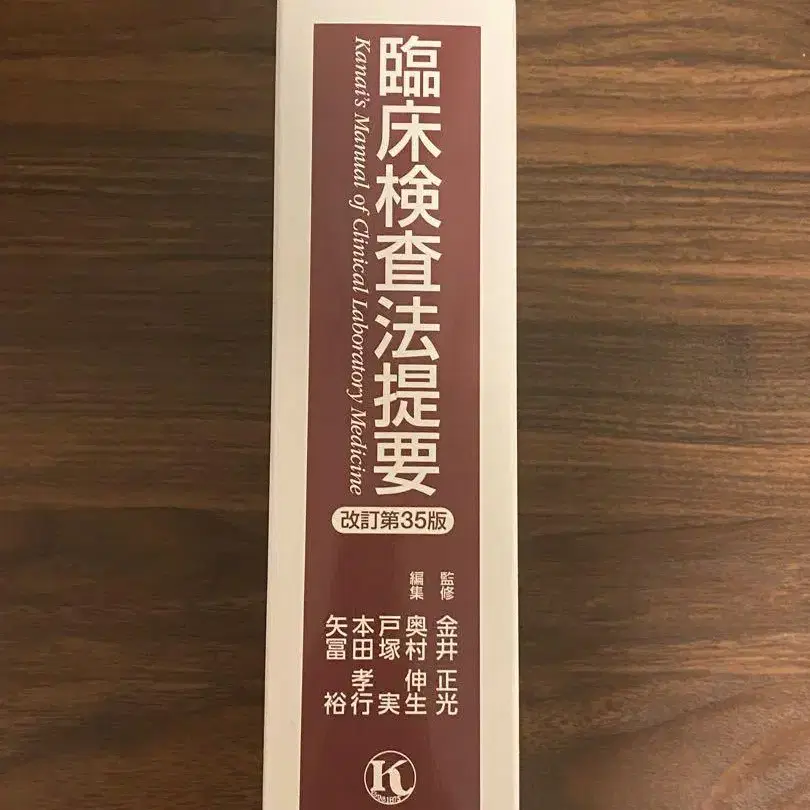 臨床検査法提要
Kanai's Manual of Clinical Laboratory Medicine
改訂第35版
監修
金井 正光
編集
奥村 伸生
戸塚 実
本田 孝行
矢冨 裕
K